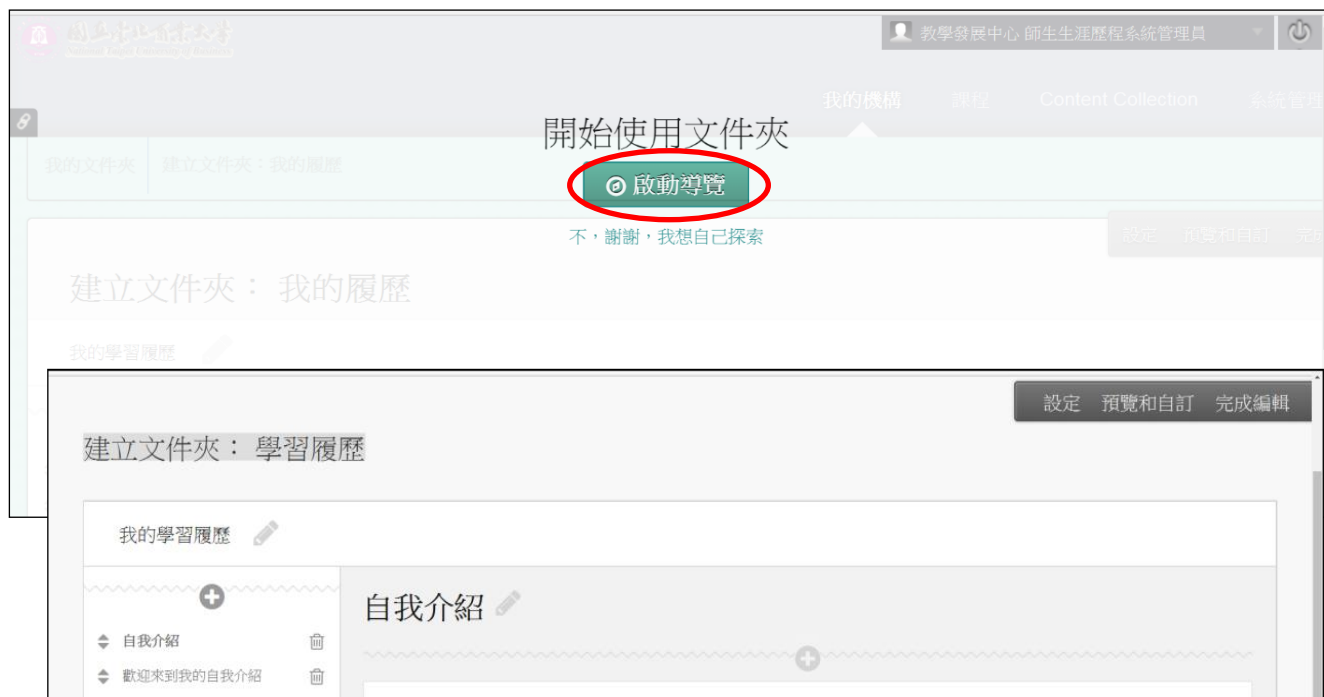 教學發展中心 師生生涯歷程系統管理員
我的機構 課程 Content Collection 系統管理
開始使用文件夾
我的文件夾 建立文件夾:我的履歷
啟動導覽
不,謝謝,我想自己探索
設定 預覽和自訂
建立文件夾: 我的履歷
我的學習履歷
設定 預覽和自訂 完成編輯
建立文件夾: 學習履歷
我的學習履歷
自我介紹
自我介紹
歡迎來到我的自我介紹